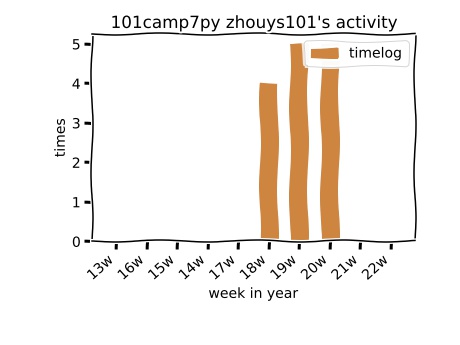 101camp7py zhouys101's activity
timelog
times
5
4
3
2
1
0
13w 16w 15w 14w 17w 18w 19w 20w 21w 22w
week in year